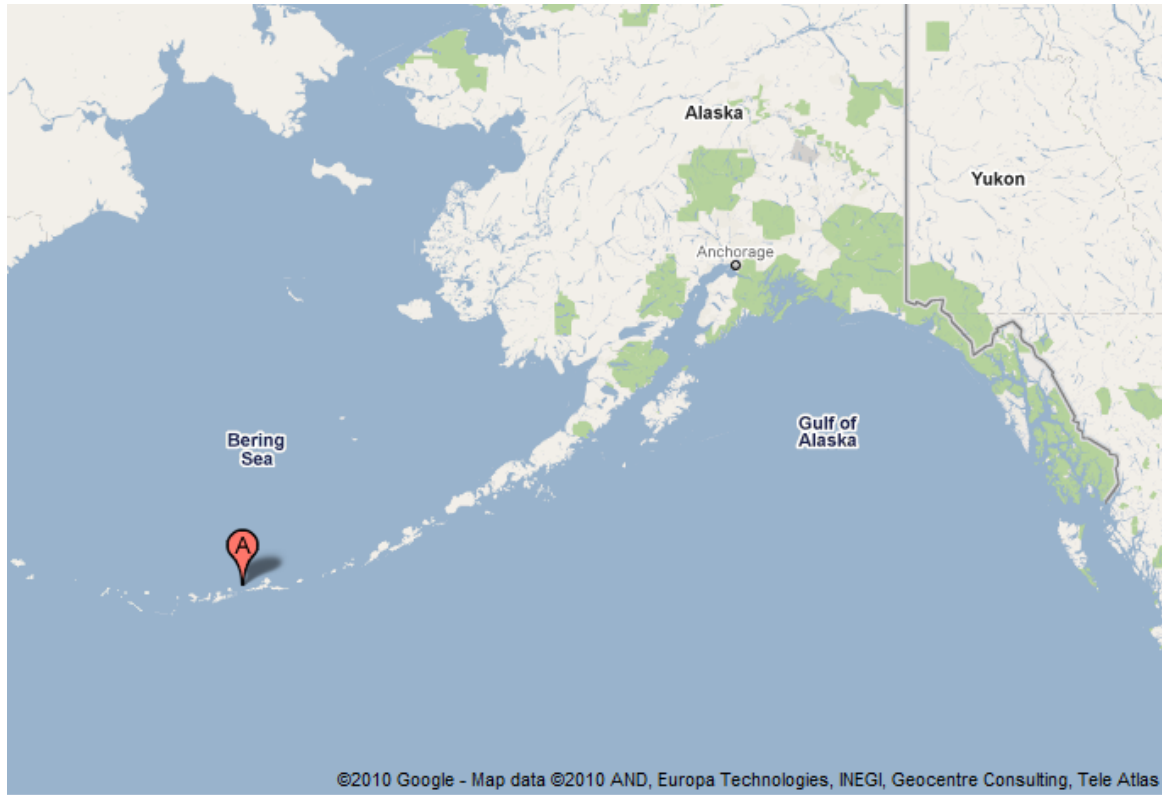 Alaska
Yukon
Anchorage
Gulf of
Alaska
Bering
Sea
A
©2010 Google - Map data ©2010 AND, Europa Technologies, INEGI, Geocentre Consulting, Tele Atlas